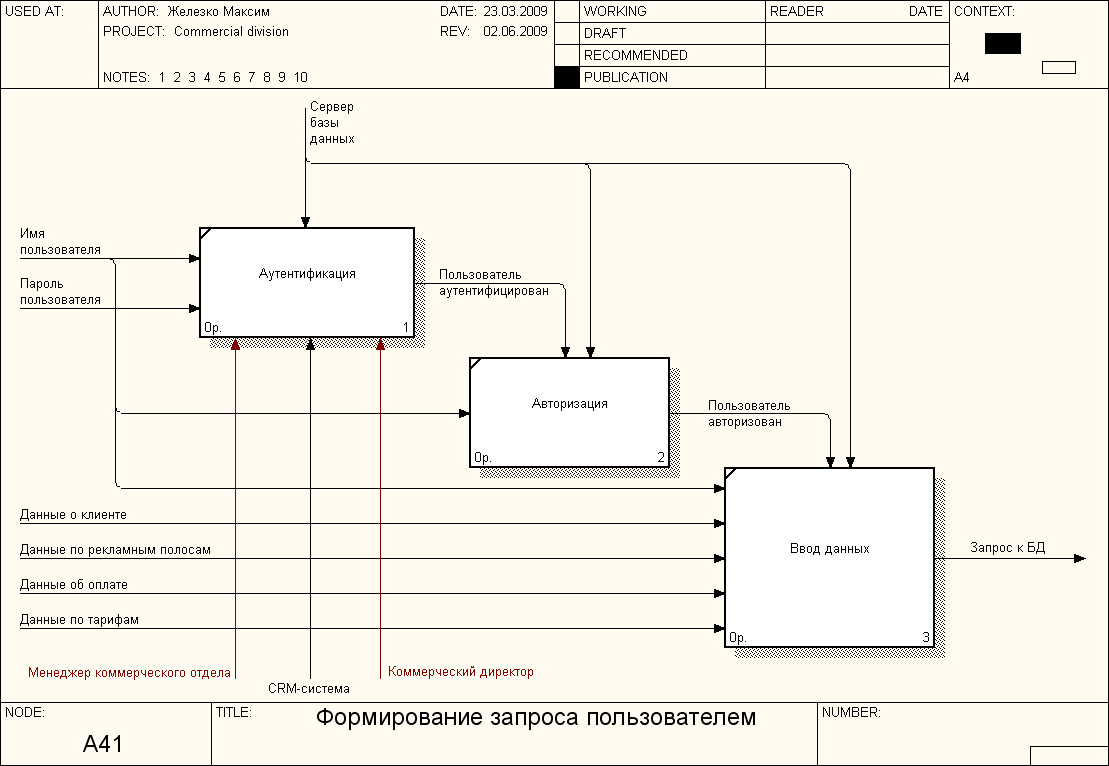 USED AT:
AUTHOR: Железко Максим
DATE: 23.03.2009
PROJECT: Commercial division
REV: 02.06.2009
NOTES: 1 2 3 4 5 6 7 8 9 10
WORKING
DRAFT
RECOMMENDED
PUBLICATION
READER
DATE
CONTEXT:
A4
Сервер
базы
данных
Имя
пользователя
Пароль
пользователя
Аутентификация
0р.
1
Пользователь
аутентифицирован
Авторизация
0р.
2
Пользователь
авторизован
Данные о клиенте
Данные по рекламным полосам
Данные об оплате
Данные по тарифам
Ввод данных
0р.
3
Запрос к БД
Менеджер коммерческого отдела
CRM-система
Коммерческий директор
NODE:
A41
TITLE:
Формирование запроса пользователем
NUMBER: